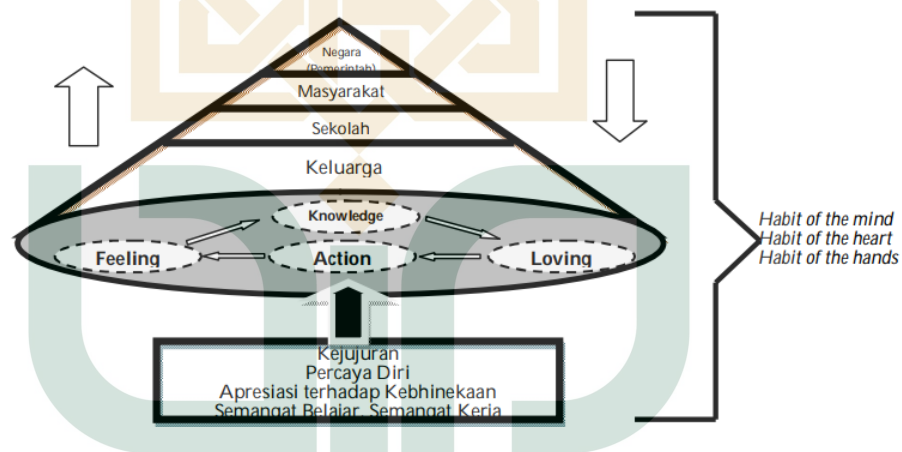 Negara
(Pemerintah)
Masyarakat
Sekolah
Keluarga
Knowledge
Feeling
Action
Loving
Habit of the mind
Habit of the heart
Habit of the hands
Kejujuran
Percaya Diri
Apresiasi terhadap Kebhinekaan
Semangat Belajar, Semangat Kerja